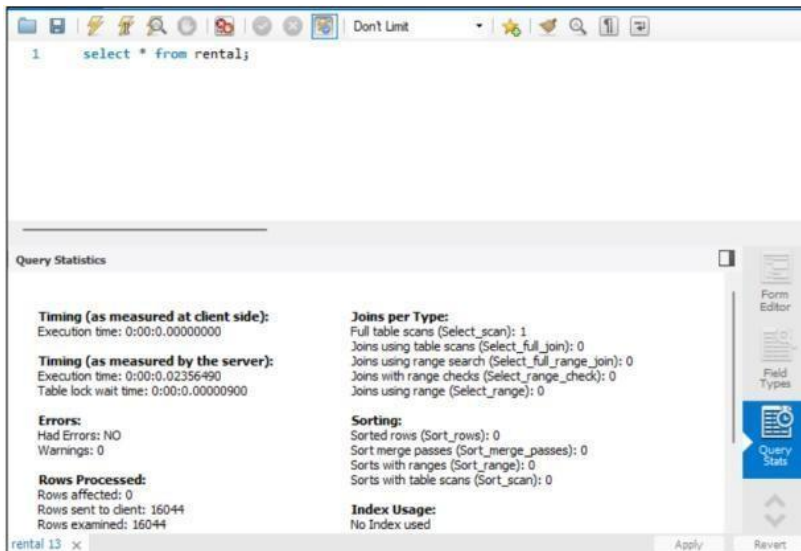 Don't Limit
1 select * from rental;
Query Statistics
Timing (as measured at client side):
Execution time: 0:00:0.00000000
Timing (as measured by the server):
Execution time: 0:00:0.02356490
Table lock wait time: 0:00:0.00000900
Errors:
Had Errors: NO
Warnings: 0
Rows Processed:
Rows affected: 0
Rows sent to client: 16044
Rows examined: 16044
Joins per Type:
Full table scans (Select_scan): 1
Joins using table scans (Select_full_join): 0
Joins using range search (Select_full_range_join): 0
Joins with range checks (Select_range_check): 0
Joins using range (Select_range): 0
Sorting:
Sorted rows (Sort_rows): 0
Sort merge passes (Sort_merge_passes): 0
Sorts with ranges (Sort_range): 0
Sorts with table scans (Sort_scan): 0
Index Usage:
No Index used
Form
Editor
Field
Types
Query
Stats
rental 13
Apply
Revert